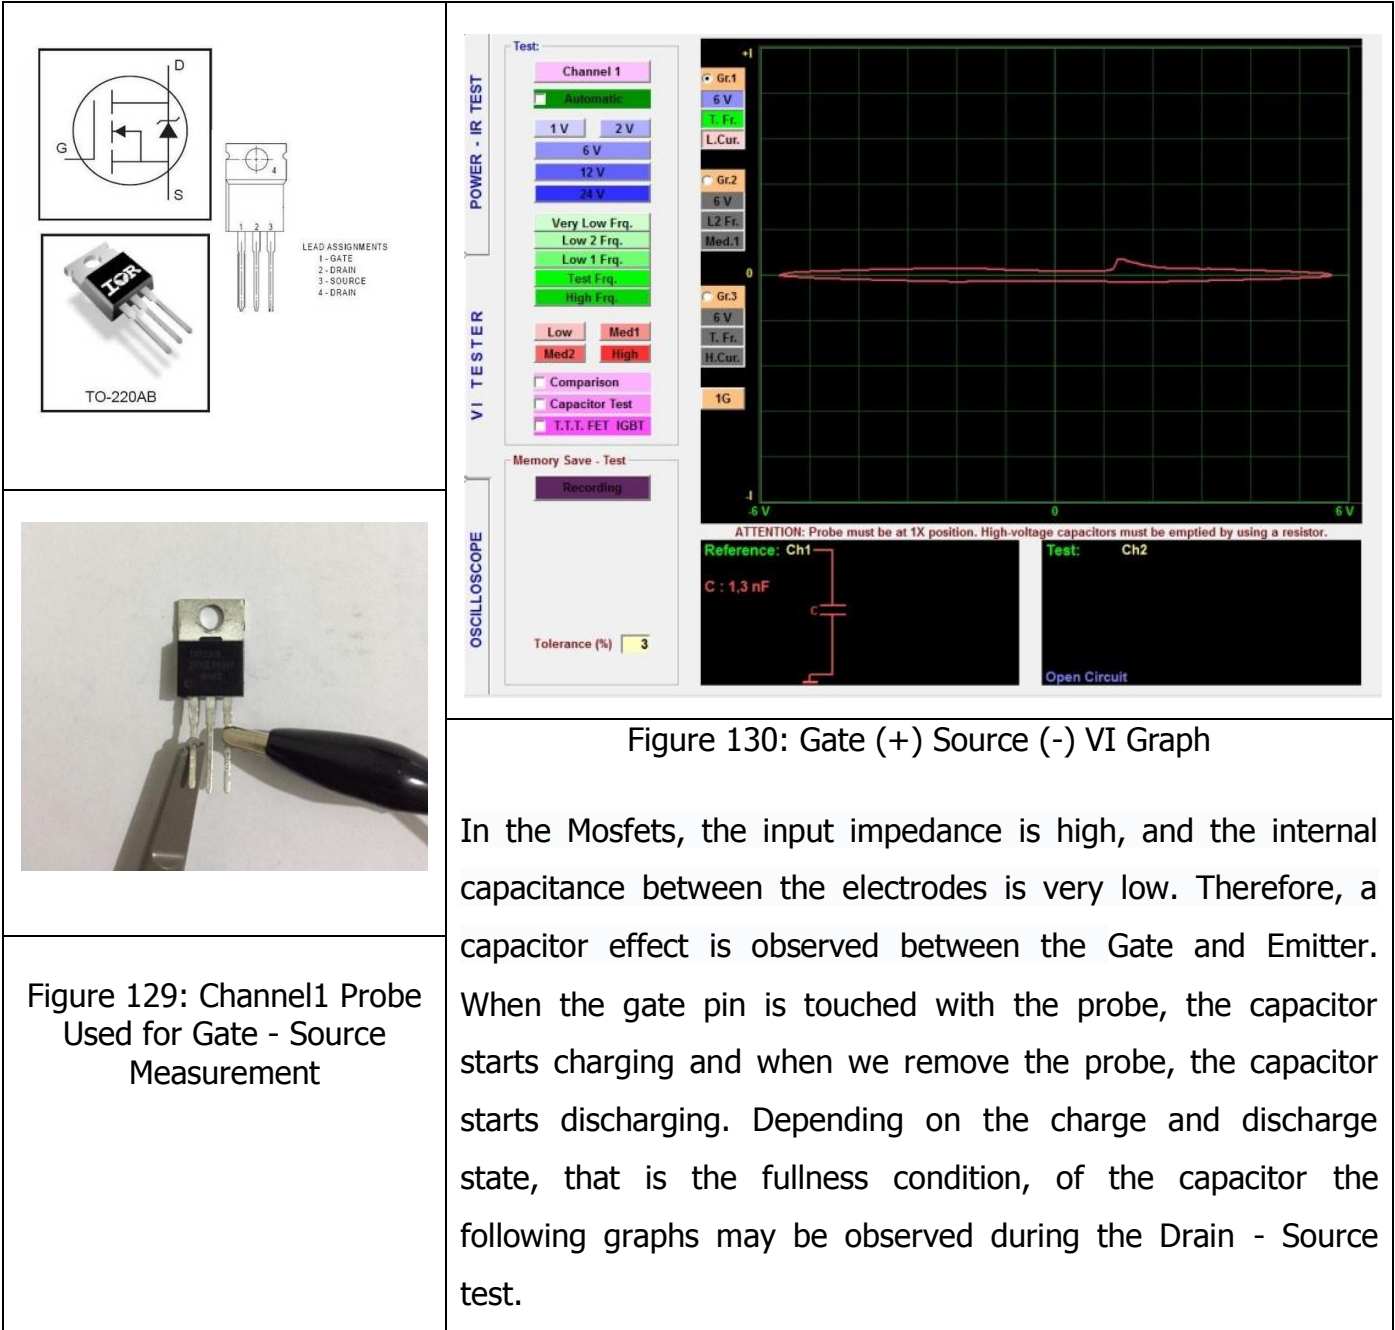 D
G
S
4
1 2 3
LEAD ASSIGNMENTS
1 - GATE
2 - DRAIN
3 - SOURCE
4 - DRAIN
IOR
TO-220AB
Figure 129: Channel1 Probe
Used for Gate - Source
Measurement
POWER - IR TEST
VI TESTER
OSCILLOSCOPE
Test:
Channel 1
Automatic
1 V 2 V
6 V
12 V
24 V
Very Low Frq.
Low 2 Frq.
Low 1 Frq.
Test Frq.
High Frq.
Low Med1
Med2 High
Comparison
Capacitor Test
T.T.T. FET IGBT
Memory Save - Test
Recording
Tolerance (%) 3
Gr.1
6 V
T. Fr.
L.Cur.
Gr.2
6 V
L2 Fr.
Med.1
Gr.3
6 V
T. Fr.
H.Cur.
1G
+I
0
-I
-6 V 0 6 V
ATTENTION: Probe must be at 1X position. High-voltage capacitors must be emptied by using a resistor.
Reference: Ch1
C : 1,3 nF
C
Test: Ch2
Open Circuit
Figure 130: Gate (+) Source (-) VI Graph
In the Mosfets, the input impedance is high, and the internal
capacitance between the electrodes is very low. Therefore, a
capacitor effect is observed between the Gate and Emitter.
When the gate pin is touched with the probe, the capacitor
starts charging and when we remove the probe, the capacitor
starts discharging. Depending on the charge and discharge
state, that is the fullness condition, of the capacitor the
following graphs may be observed during the Drain - Source
test.